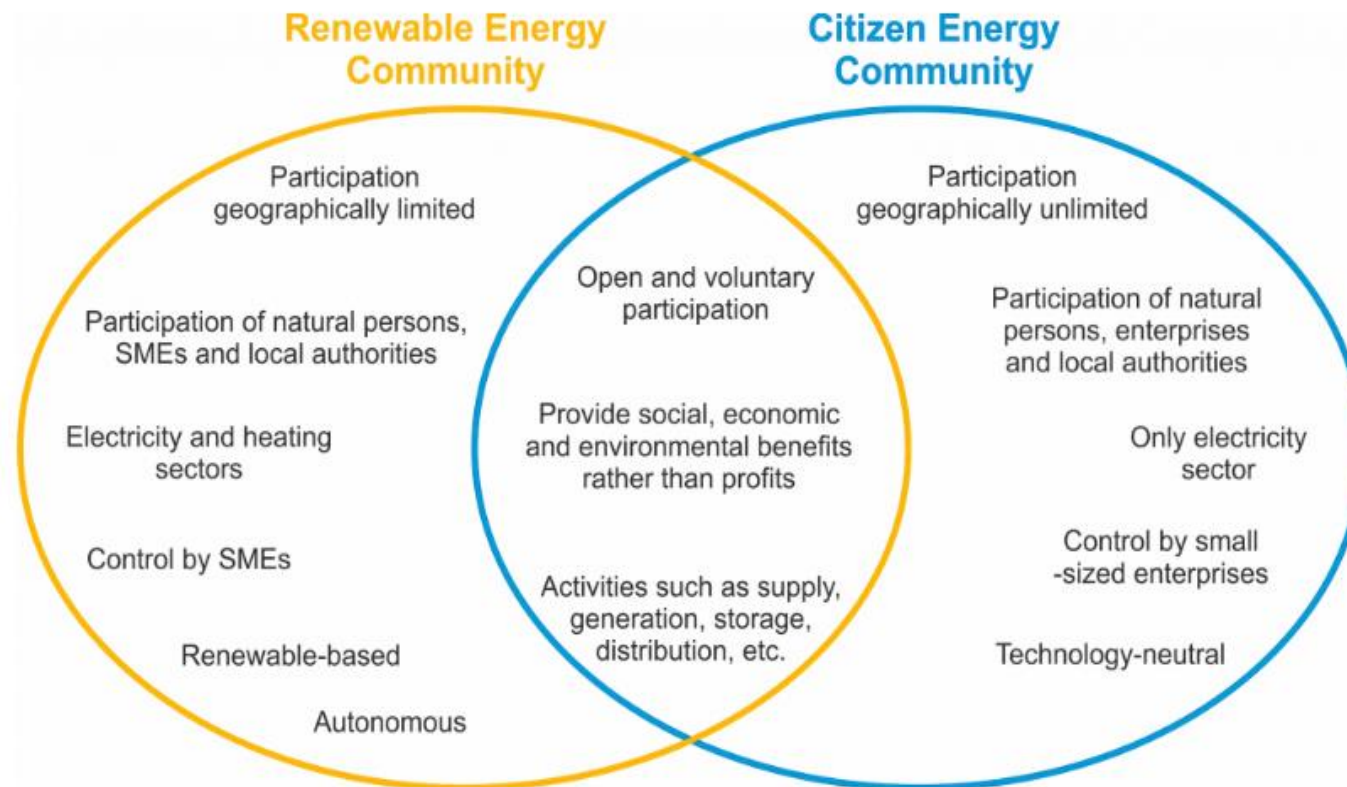 Renewable Energy
Community
Citizen Energy
Community
Participation
geographically limited
Participation of natural persons,
SMEs and local authorities
Electricity and heating
sectors
Control by SMEs
Renewable-based
Autonomous
Open and voluntary
participation
Provide social, economic
and environmental benefits
rather than profits
Activities such as supply,
generation, storage,
distribution, etc.
Participation
geographically unlimited
Participation of natural
persons, enterprises
and local authorities
Only electricity
sector
Control by small
-sized enterprises
Technology-neutral